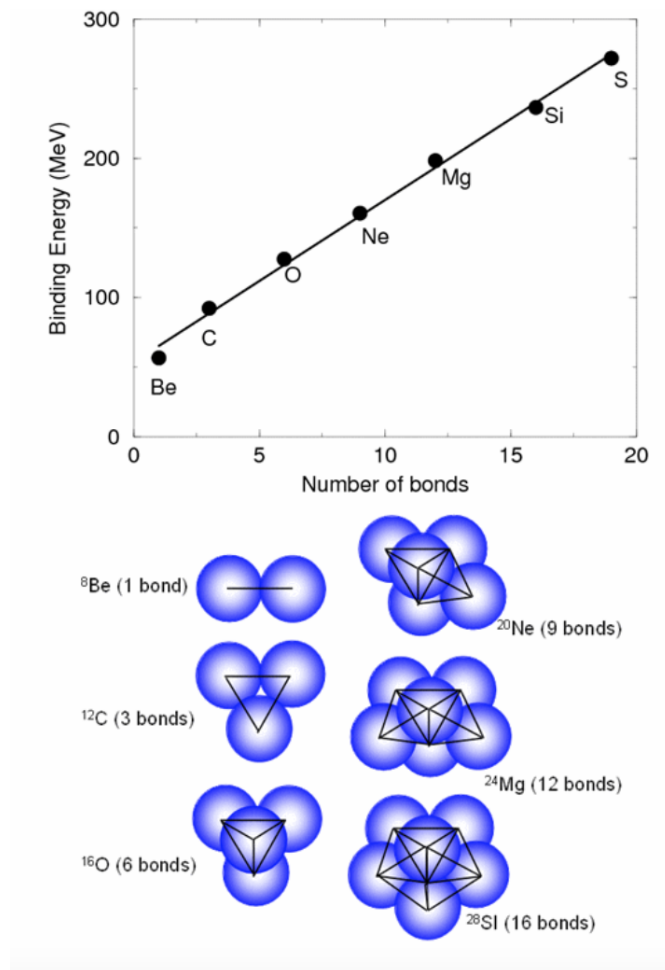 300
200
100
0
Binding Energy (MeV)
S
Si
Mg
Ne
O
C
Be
0 5 10 15 20
Number of bonds
⁸Be (1 bond)
²⁰Ne (9 bonds)
¹²C (3 bonds)
²⁴Mg (12 bonds)
¹⁶O (6 bonds)
²⁸SI (16 bonds)